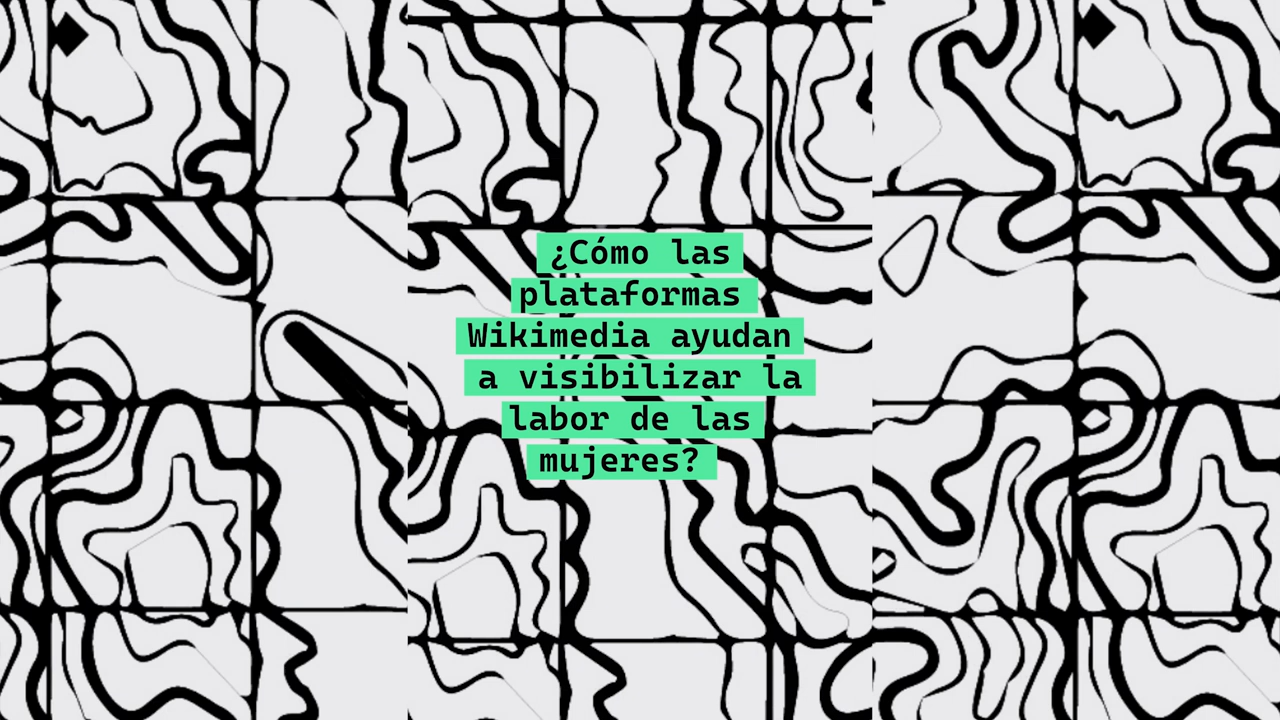 ¿Cómo las
plataformas
Wikimedia ayudan
a visibilizar la
labor de las
mujeres?